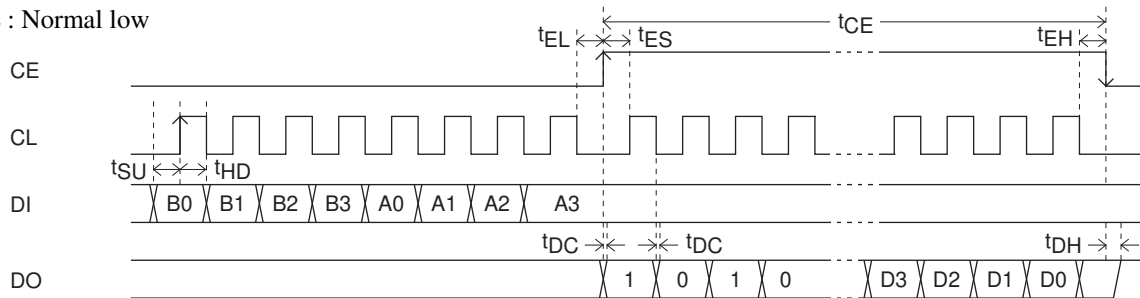 : Normal low
tCE
tEL tES tEH
CE
CL
tSU tHD
DI B0 B1 B2 B3 A0 A1 A2 A3
tDC tDC tDH
DO 1 0 1 0 D3 D2 D1 D0